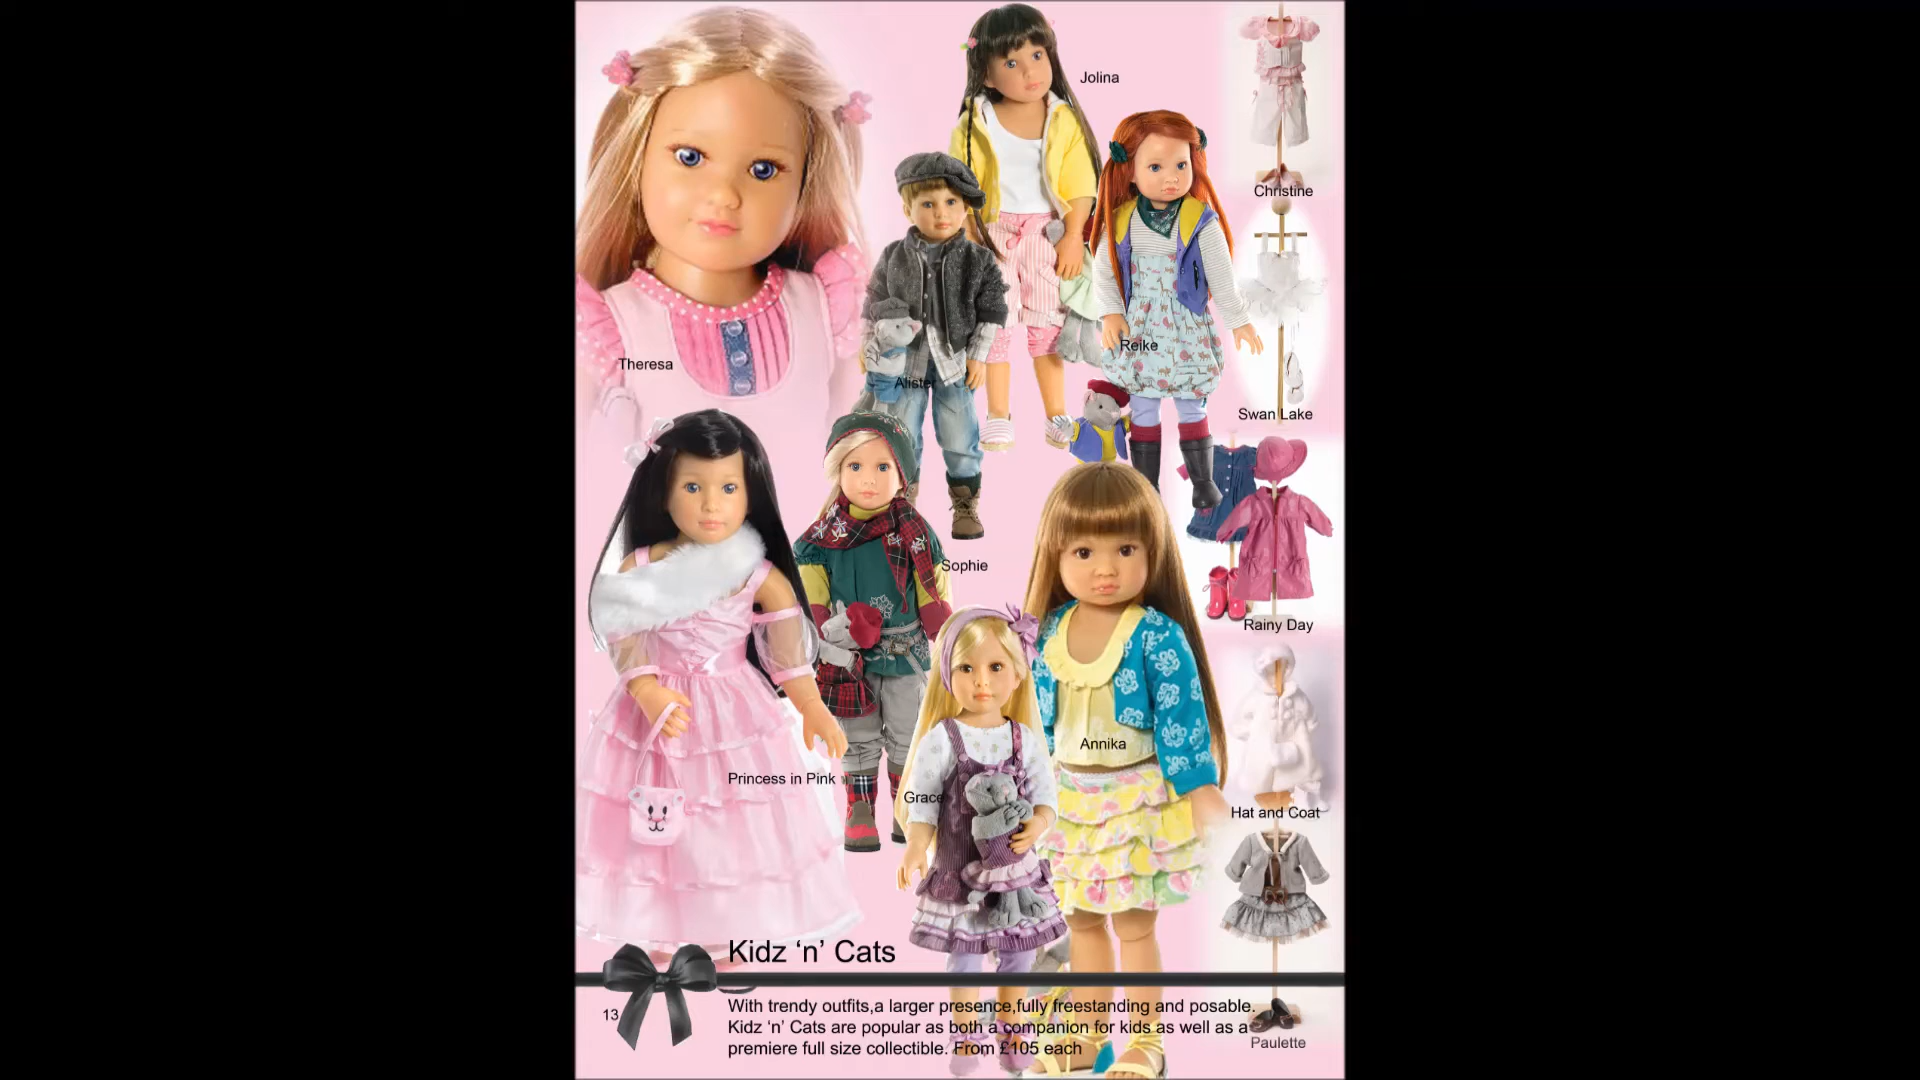 Jolina
Christine
Reike
Theresa
Alister
Swan Lake
Sophie
Rainy Day
Annika
Princess in Pink
Grace
Hat and Coat
Kidz ‘n’ Cats
13
With trendy outfits,a larger presence,fully freestanding and posable.
Kidz ‘n’ Cats are popular as both a companion for kids as well as a
premiere full size collectible. From £105 each
Paulette